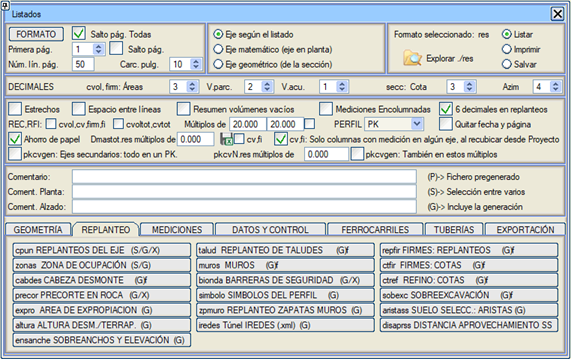 Listados
FORMATO Salto pág. Todas Eje según el listado Formato seleccionado: res Listar
Primera pág. 1 Salto pág. Eje matemático (eje en planta) Explorar ./res Imprimir
Núm. lín. pág. 50 Carc. pulg. 10 Eje geométrico (de la sección) Salvar
DECIMALES cvol, firm: Áreas 3 V.parc. 2 V.acu. 1 secc: Cota 3 Azim 4
Estrechos Espacio entre líneas Resumen volúmenes vacíos Mediciones Encolumnadas 6 decimales en replanteos
REC,RFI: cvol,cv,firm,fi cvoltot,cvtot Múltiplos de 20.000 20.000 PERFIL PK Quitar fecha y página
Ahorro de papel Dmastot.res múltiplos de 0.000 cv,fi cv,fi: Solo columnas con medición en algún eje, al recubicar desde Proyecto
pkcvgen: Ejes secundarios: todo en un PK. pkcvN.res múltiplos de 0.000 pkcvgen: También en estos múltiplos
Comentario: (P)-> Fichero pregenerado
Coment. Planta: (S)-> Selección entre varios
Coment. Alzado: (G)-> Incluye la generación
GEOMETRÍA REPLANTEO MEDICIONES DATOS Y CONTROL FERROCARRILES TUBERÍAS EXPORTACIÓN
cpun REPLANTEOS DEL EJE (S/G/X) talud REPLANTEO DE TALUDES (G)f repfir FIRMES: REPLANTEOS (G)f
zonas ZONA DE OCUPACIÓN (S/G) muros MUROS (G)f ctfir FIRMES: COTAS (G)f
cabdes CABEZA DESMONTE (G)f bionda BARRERAS DE SEGURIDAD (G/X) ctref REFINO: COTAS (G)f
precor PRECORTE EN ROCA (G/X) simbolo SIMBOLOS DEL PERFIL (G)f sobexc SOBREEXCAVACIÓN (G)f
expro AREA DE EXPROPIACION (G) zpmuro REPLANTEO ZAPATAS MUROS (G) aristass SUELO SELECC.: ARISTAS (G)
altura ALTURA DESM./TERRAP. (G) iredes Túnel IREDES (.xml) (G) disaprss DISTANCIA APROVECHAMIENTO SS
ensanche SOBREANCHOS Y ELEVACIÓN (G)